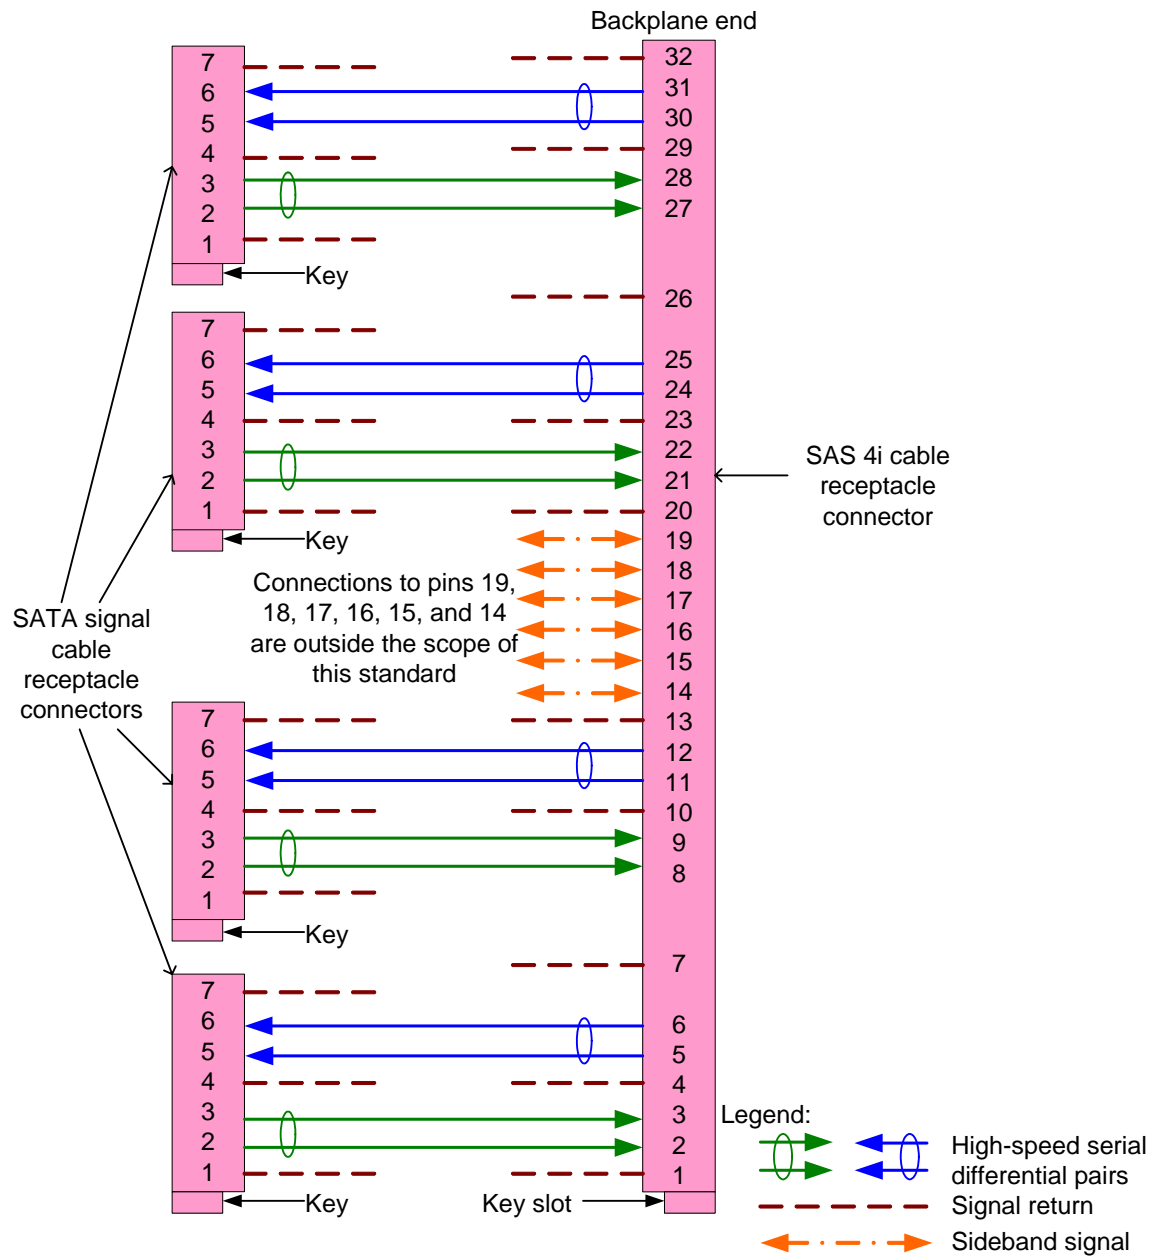 Backplane end
7
6
5
4
3
2
1
Key
7
6
5
4
3
2
1
Key
7
6
5
4
3
2
1
Key
7
6
5
4
3
2
1
Key
SATA signal
cable
receptacle
connectors
Connections to pins 19,
18, 17, 16, 15, and 14
are outside the scope of
this standard
32
31
30
29
28
27
26
25
24
23
22
21
20
19
18
17
16
15
14
13
12
11
10
9
8
7
6
5
4
3
2
1
Key slot
SAS 4i cable
receptacle
connector
Legend:
High-speed serial
differential pairs
Signal return
Sideband signal